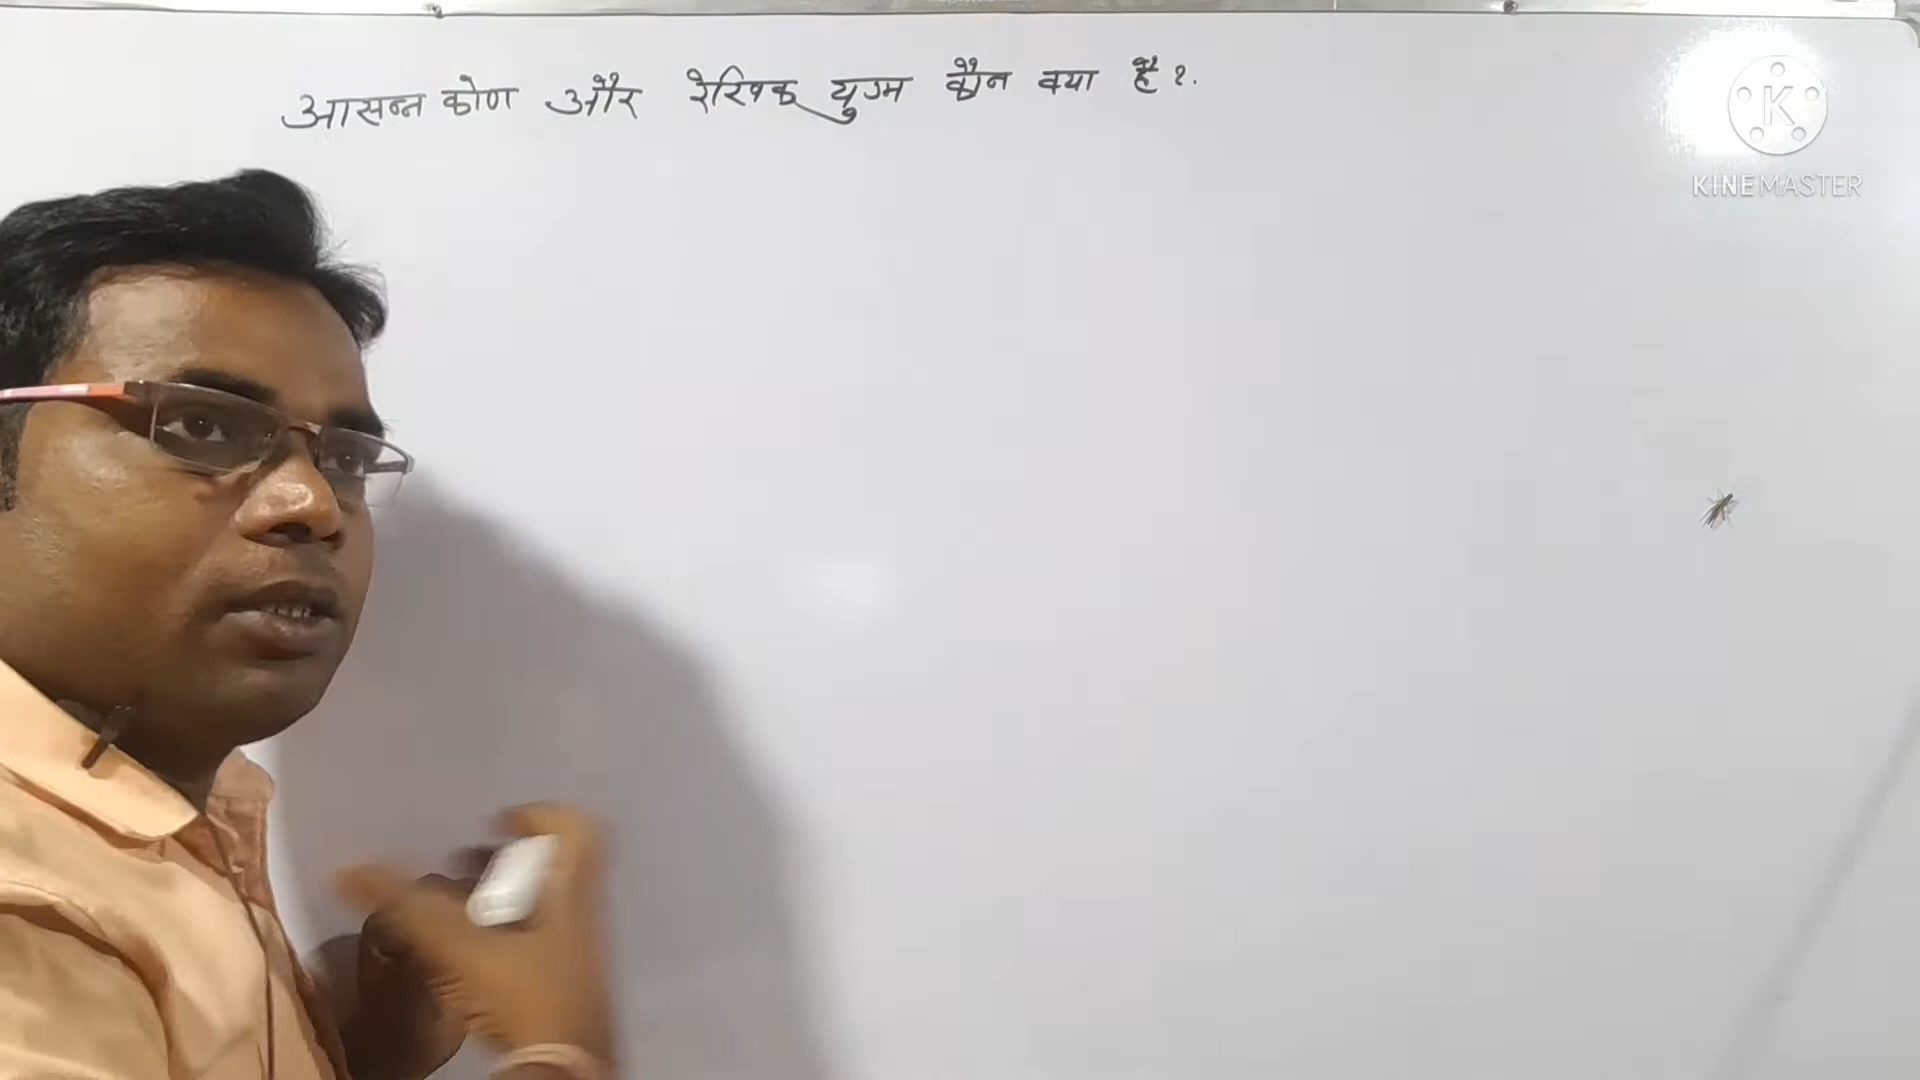 आसन्न कोण और रैखिक युग्म कौन क्या है ?.
K
KINEMASTER